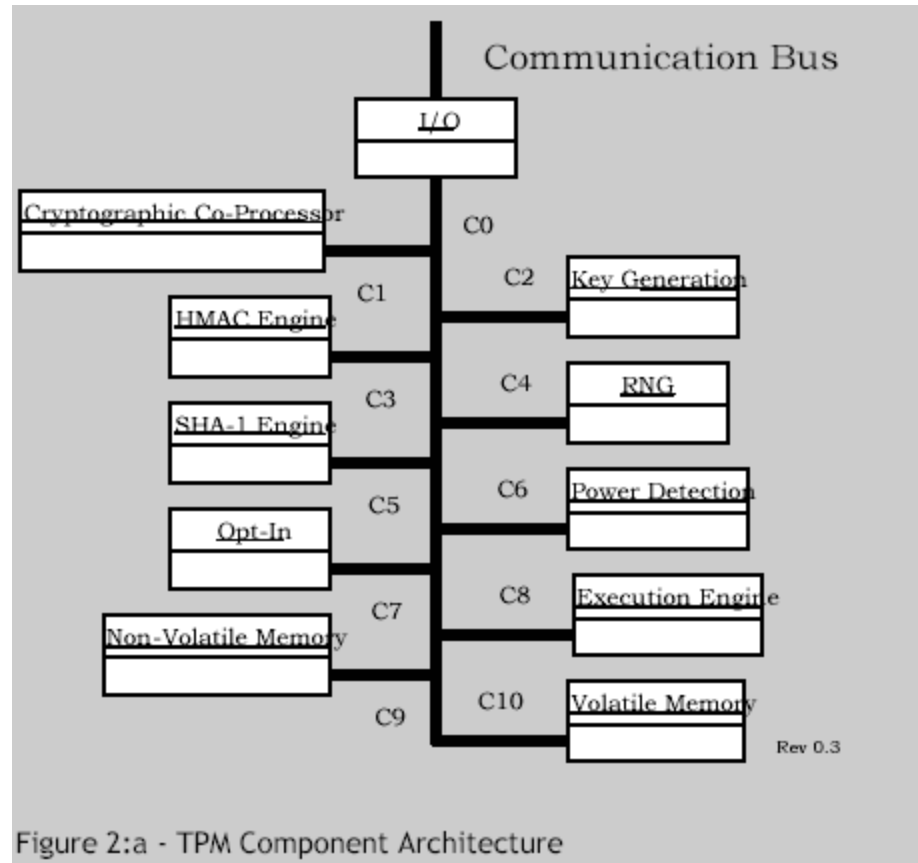 Communication Bus
I/O
Cryptographic Co-Processor
C0
C2
Key Generation
C1
HMAC Engine
C4
RNG
C3
SHA-1 Engine
C6
Power Detection
C5
Opt-In
C8
Execution Engine
C7
Non-Volatile Memory
C10
Volatile Memory
C9
Rev 0.3
Figure 2:a - TPM Component Architecture